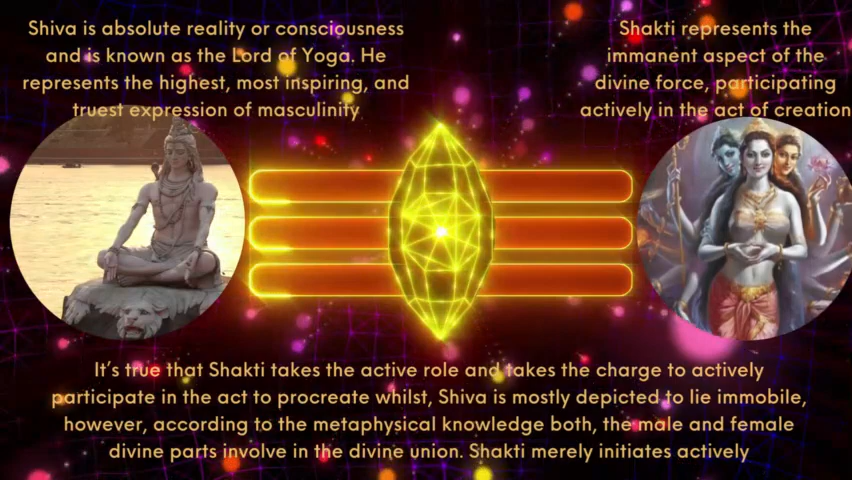 Shiva is absolute reality or consciousness
and is known as the Lord of Yoga. He
represents the highest, most inspiring, and
truest expression of masculinity
Shakti represents the
immanent aspect of the
divine force, participating
actively in the act of creation
It's true that Shakti takes the active role and takes the charge to actively
participate in the act to procreate whilst, Shiva is mostly depicted to lie immobile,
however, according to the metaphysical knowledge both, the male and female
divine parts involve in the divine union. Shakti merely initiates actively